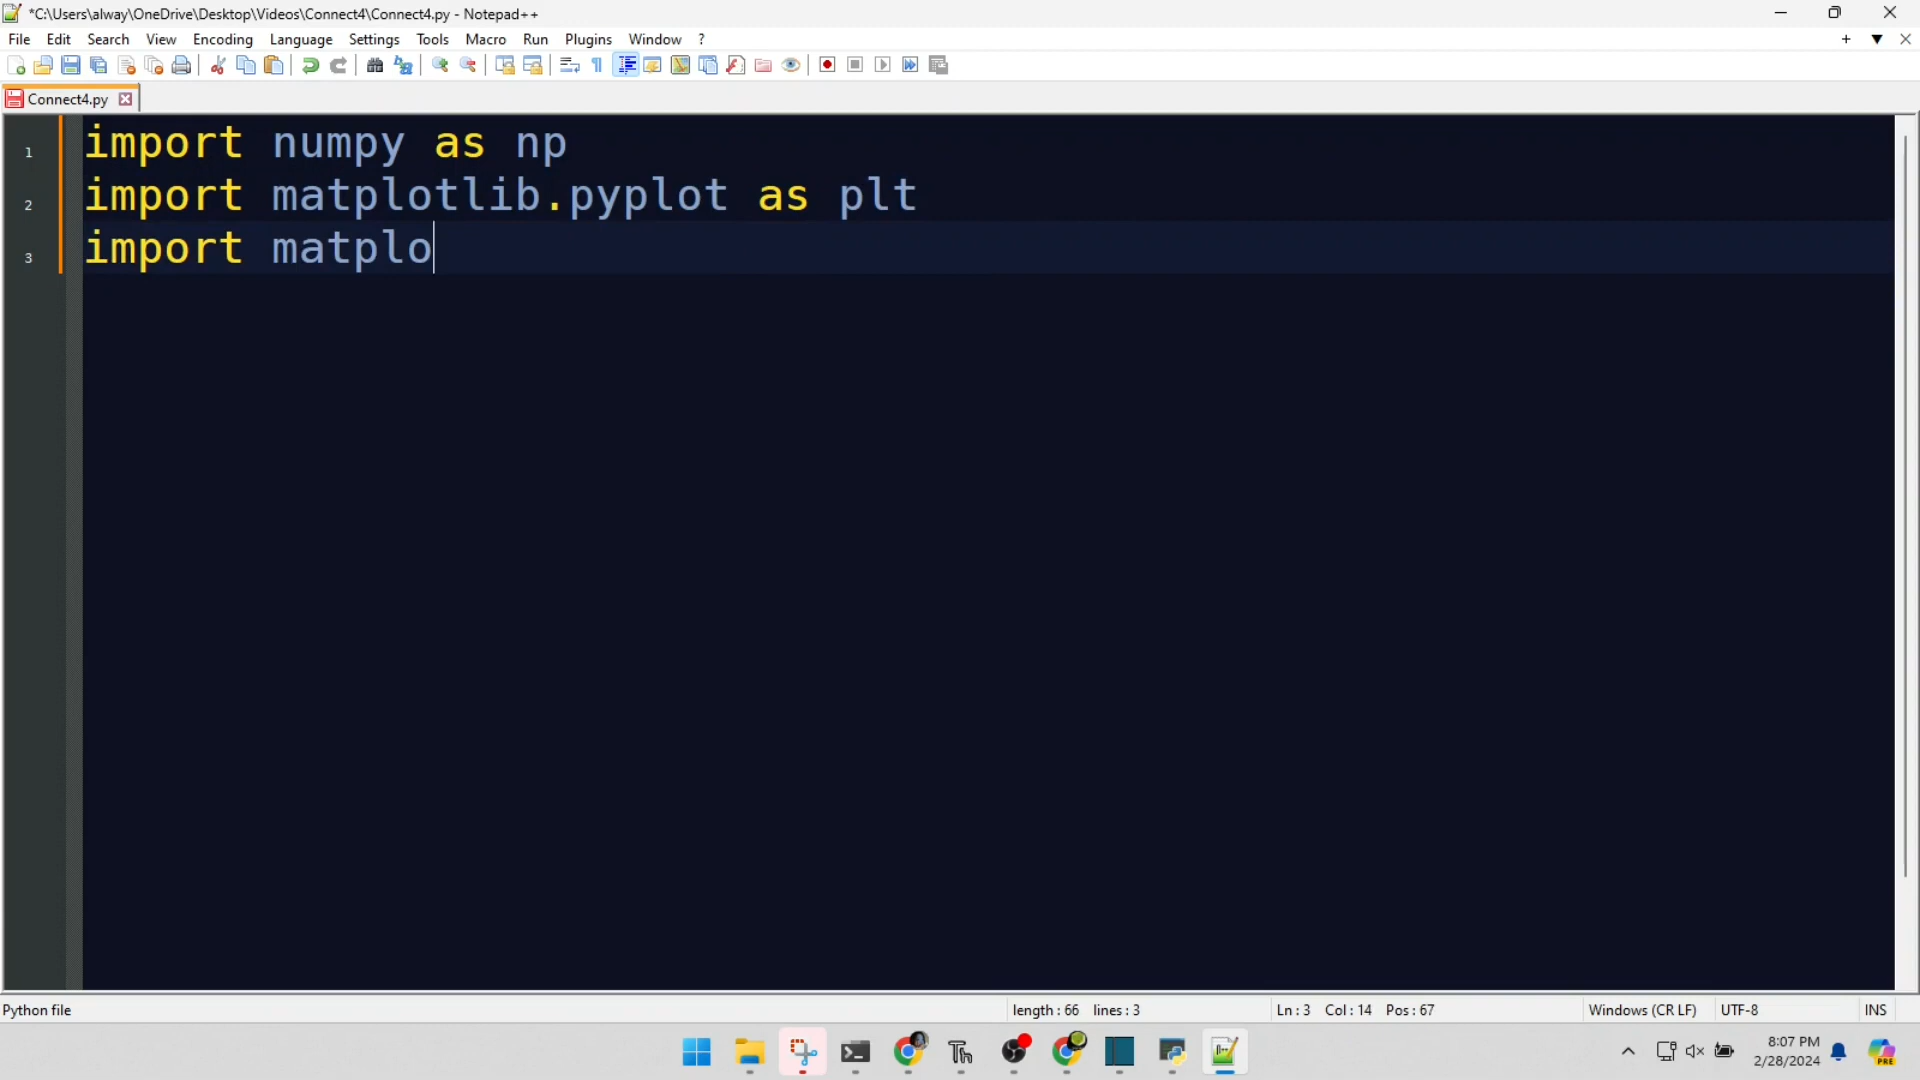 *C:\Users\alway\OneDrive\Desktop\Videos\Connect4\Connect4.py - Notepad++
File Edit Search View Encoding Language Settings Tools Macro Run Plugins Window ?
Connect4.py
1 import numpy as np
2 import matplotlib.pyplot as plt
3 import matplo
Python file length : 66 lines : 3 Ln : 3 Col : 14 Pos : 67 Windows (CR LF) UTF-8 INS
8:07 PM
2/28/2024
PRE